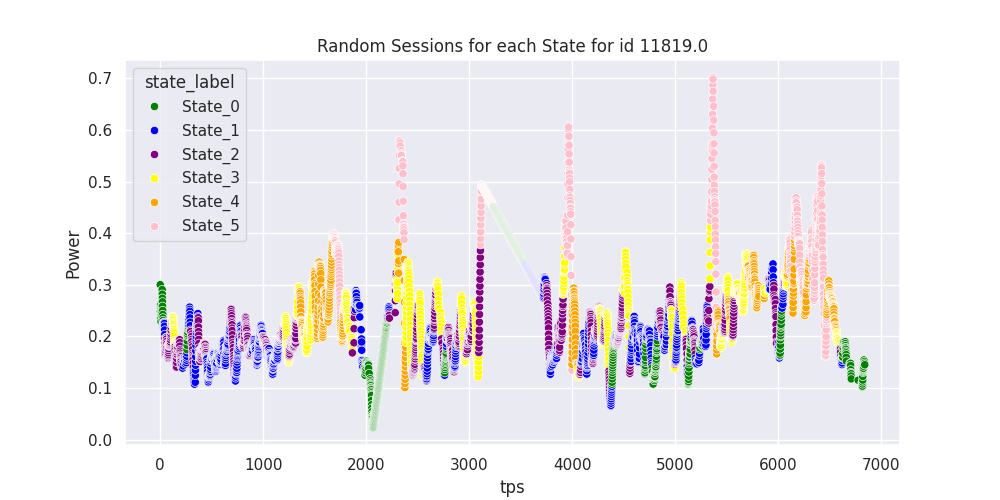 Random Sessions for each State for id 11819.0
state_label
State_0
State_1
State_2
State_3
State_4
State_5
Power
0.7
0.6
0.5
0.4
0.3
0.2
0.1
0.0
0 1000 2000 3000 4000 5000 6000 7000
tps